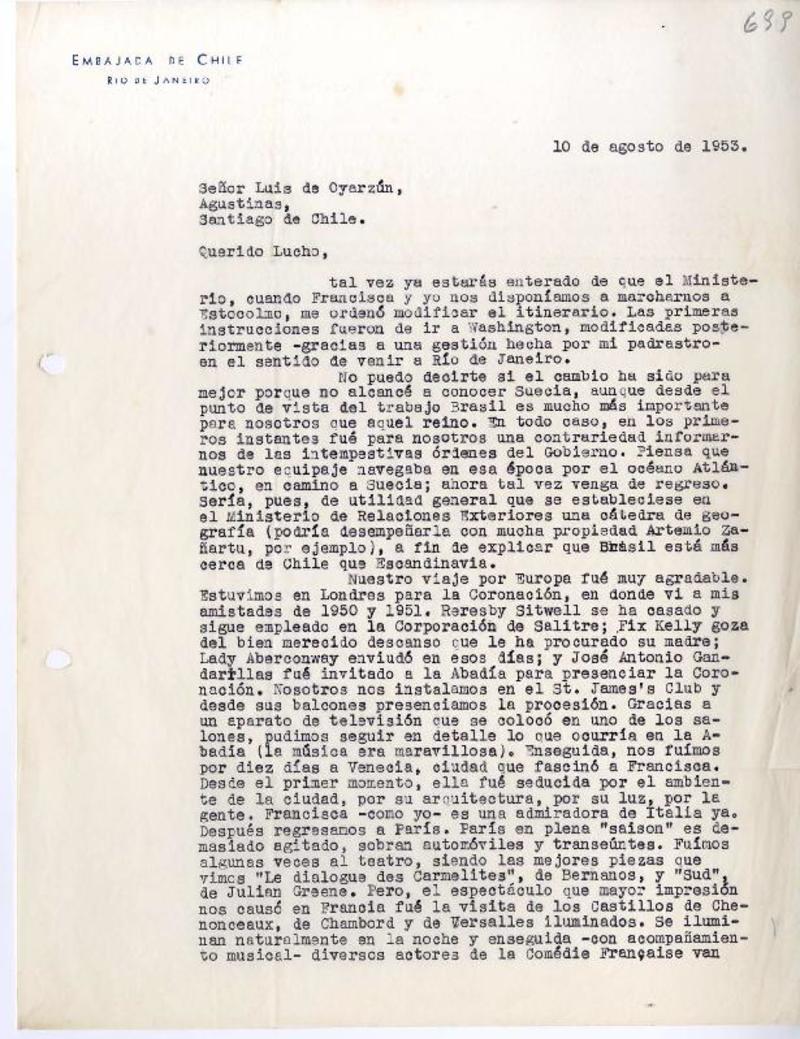 699
EMBAJADA DE CHILE
RIO DE JANEIRO
10 de agosto de 1953.
Señor Luis de Oyarzún,
Agustinas,
Santiago de Chile.
Querido Lucho,
tal vez ya estarás enterado de que el Ministe-
rio, cuando Francisca y yo nos disponíamos a marcharnos a
Estocolmo, me ordenó modificar el itinerario. Las primeras
instrucciones fueron de ir a Washington, modificadas poste-
riormente -gracias a una gestión hecha por mi padrastro-
en el sentido de venir a Río de Janeiro.
No puedo decirte si el cambio ha sido para
mejor porque no alcancé a conocer Suecia, aunque desde el
punto de vista del trabajo Brasil es mucho más importante
para nosotros que aquel reino. En todo caso, en los prime-
ros instantes fué para nosotros una contrariedad informar-
nos de las intempestivas órdenes del Gobierno. Piensa que
nuestro equipaje navegaba en esa época por el océano Atlán-
tico, en camino a Suecia; ahora tal vez venga de regreso.
Sería, pues, de utilidad general que se estableciese en
el Ministerio de Relaciones Exteriores una cátedra de geo-
grafía (podría desempeñarla con mucha propiedad Artemio Za-
ñartu, por ejemplo), a fin de explicar que Brasil está más
cerca de Chile que Escandinavia.
Nuestro viaje por Europa fué muy agradable.
Estuvimos en Londres para la Coronación, en donde vi a mis
amistades de 1950 y 1951. Reresby Sitwell se ha casado y
sigue empleado en la Corporación de Salitre; Fix Kelly goza
del bien merecido descanso que le ha procurado su madre;
Lady Aberconway enviudó en esos días; y José Antonio Gan-
darillas fué invitado a la Abadía para presenciar la Coro-
nación. Nosotros nos instalamos en el St. James's Club y
desde sus balcones presenciamos la procesión. Gracias a
un aparato de televisión que se colocó en uno de los sa-
lones, pudimos seguir en detalle lo que ocurría en la A-
badía (la música era maravillosa). Enseguida, nos fuímos
por diez días a Venecia, ciudad que fascinó a Francisca.
Desde el primer momento, ella fué seducida por el ambien-
te de la ciudad, por su arquitectura, por su luz, por la
gente. Francisca -como yo- es una admiradora de Italia ya.
Después regresamos a París. París en plena "saison" es de-
masiado agitado, sobran automóviles y transeúntes. Fuímos
algunas veces al teatro, siendo las mejores piezas que
vimos "Le dialogue des Carmelites", de Bernanos, y "Sud",
de Julian Greene. Pero, el espectáculo que mayor impresión
nos causó en Francia fué la visita de los Castillos de Che-
nonceaux, de Chambord y de Versalles iluminados. Se ilumi-
nan naturalmente en la noche y enseguida -con acompañamien-
to musical- diversos actores de la Comédie Française van